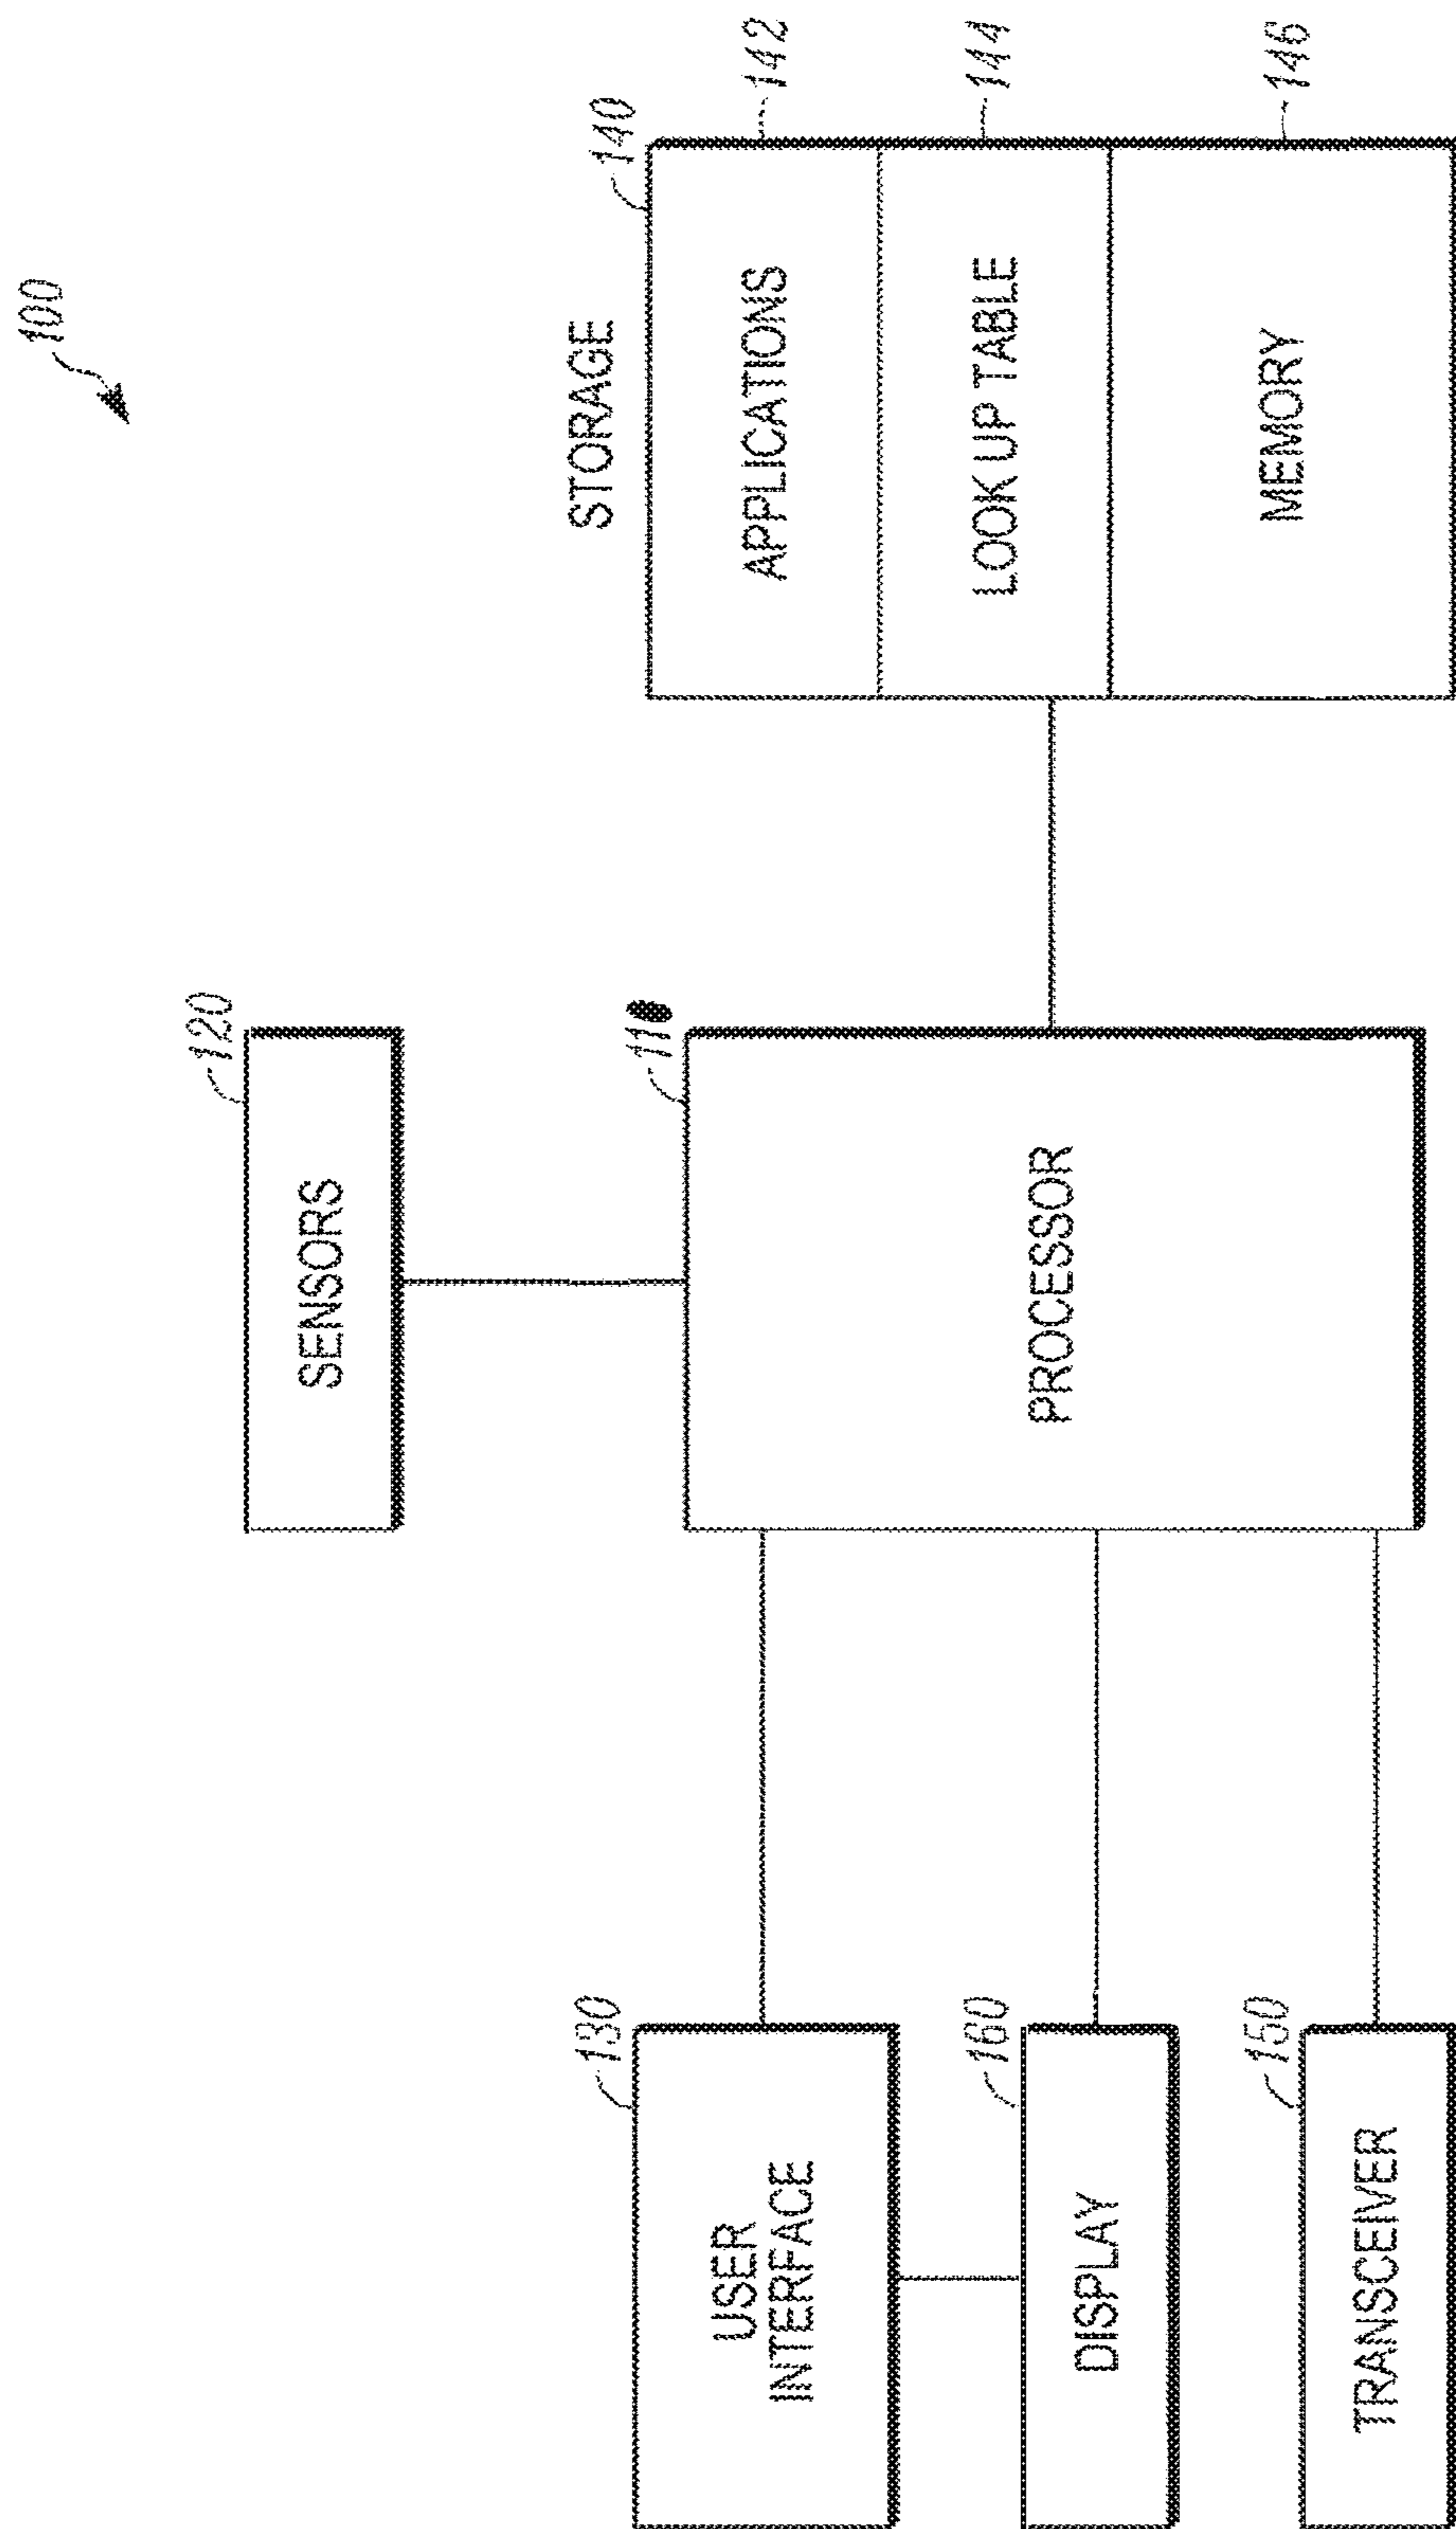 100
120
SENSORS
130
USER
INTERFACE
160
DISPLAY
150
TRANSCEIVER
PROCESSOR
STORAGE
140
APPLICATIONS
142
LOOK UP TABLE
144
MEMORY
146